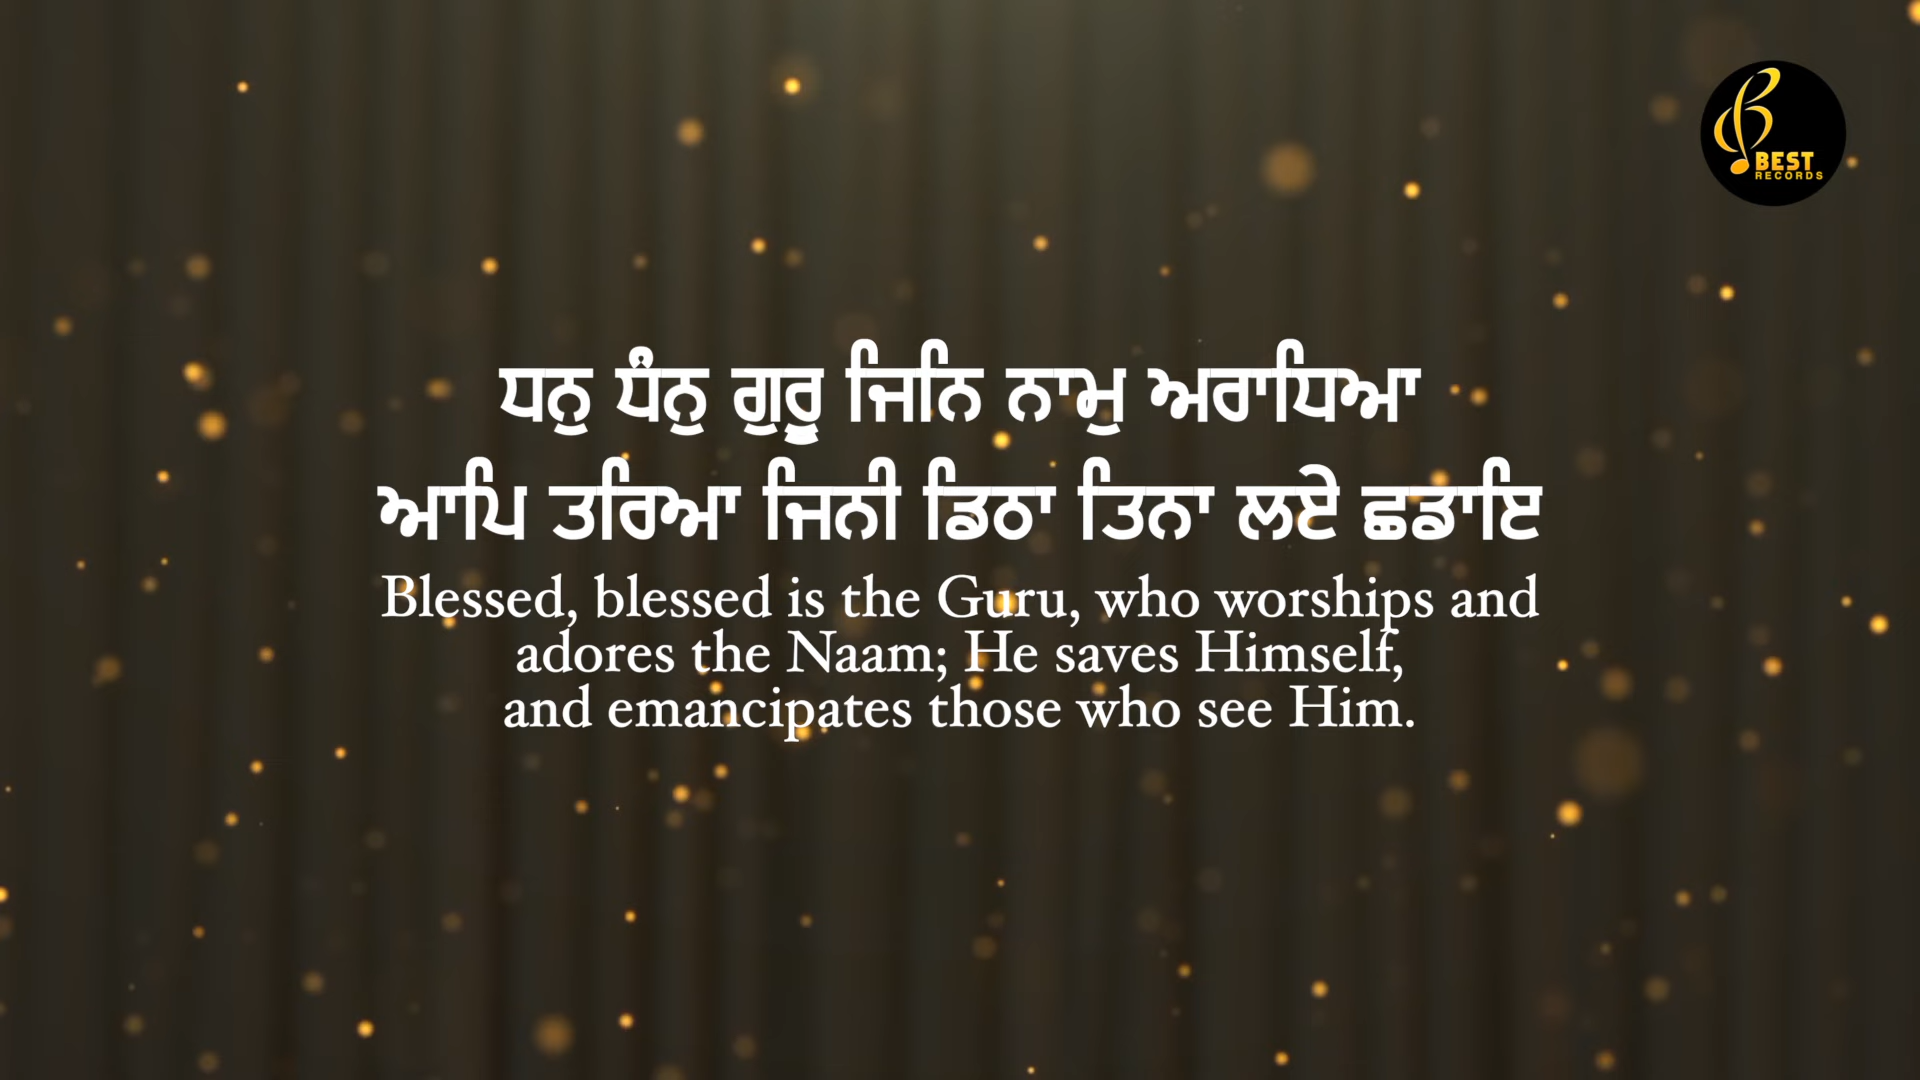 BEST
RECORDS
ਧਨੁ ਧੰਨੁ ਗੁਰੂ ਜਿਨਿ ਨਾਮੁ ਅਰਾਧਿਆ
ਆਪਿ ਤਰਿਆ ਜਿਨੀ ਡਿਠਾ ਤਿਨਾ ਲਏ ਛਡਾਇ
Blessed, blessed is the Guru, who worships and
adores the Naam; He saves Himself,
and emancipates those who see Him.